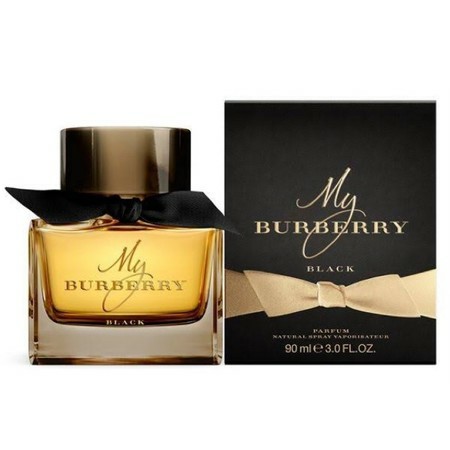 My
BURBERRY
BLACK
My
BURBERRY
BLACK
PARFUM
NATURAL SPRAY VAPORISATEUR
90 ml ℮ 3.0 FL.OZ.